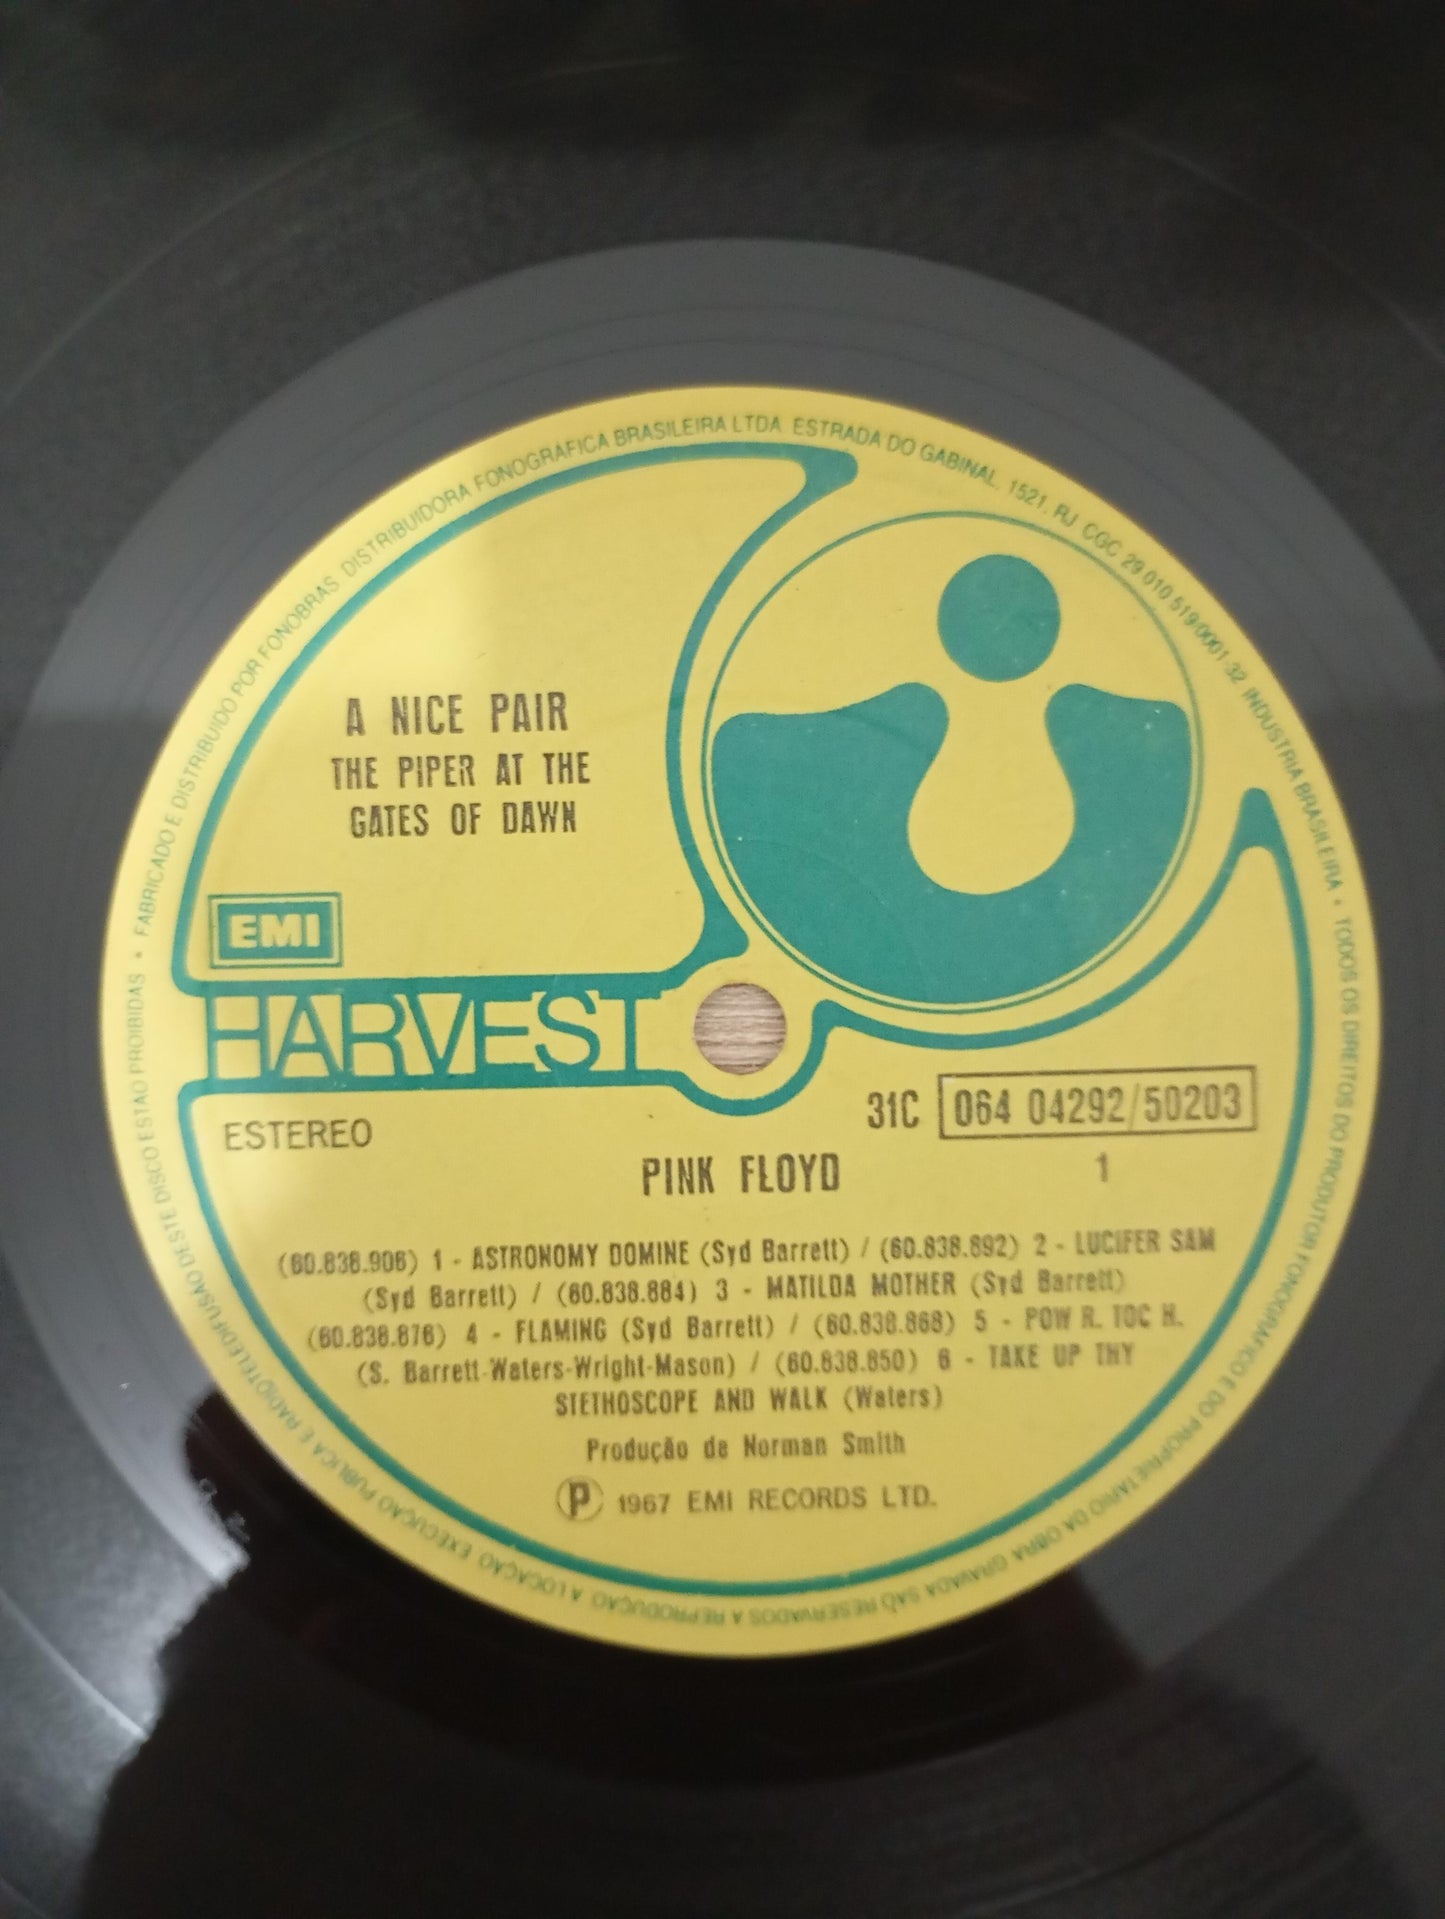 FABRICADO E DISTRIBUIDO POR FONOBRAS DISTRIBUIDORA FONOGRAFICA BRASILEIRA LTDA ESTRADA DO GABINAL, 1521, RJ CGC 29 010 519/0001-32 INDUSTRIA BRASILEIRA • TODOS OS DIREITOS DO PRODUTOR FONOGRAFICO E DO PROPRIETARIO DA OBRA GRAVADA SÃO RESERVADOS A REPRODUÇÃO, A LOCAÇÃO, EXECUÇÃO PUBLICA E RADIOTELEDIFUSÃO DESTE DISCO ESTÃO PROIBIDAS •
A NICE PAIR
THE PIPER AT THE
GATES OF DAWN
EMI
HARVEST
ESTEREO
31C 064 04292/50203
PINK FLOYD 1
(60.838.906) 1 - ASTRONOMY DOMINE (Syd Barrett) / (60.838.892) 2 - LUCIFER SAM
(Syd Barrett) / (60.838.884) 3 - MATILDA MOTHER (Syd Barrett)
(60.838.876) 4 - FLAMING (Syd Barrett) / (60.838.868) 5 - POW R. TOC H.
(S. Barrett-Waters-Wright-Mason) / (60.838.850) 6 - TAKE UP THY
STETHOSCOPE AND WALK (Waters)
Produção de Norman Smith
℗ 1967 EMI RECORDS LTD.